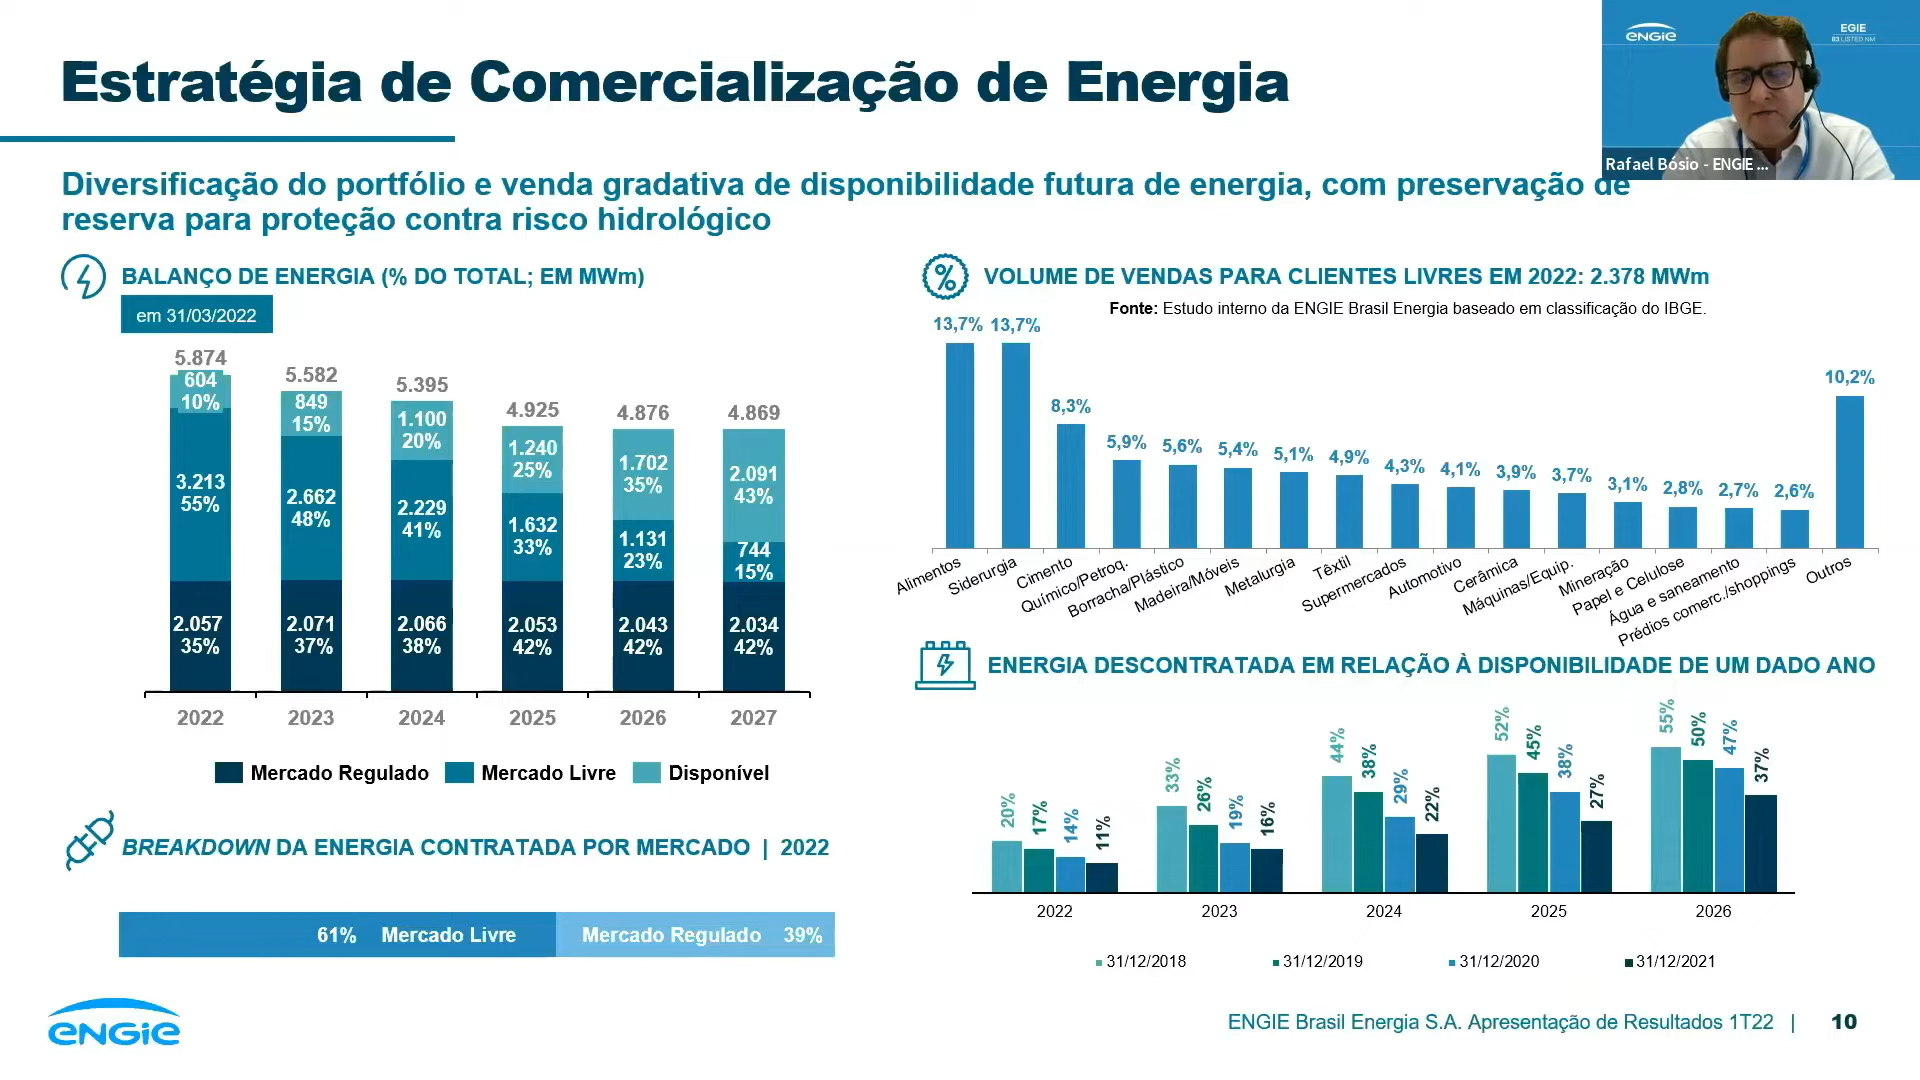 Estratégia de Comercialização de Energia
ENGIE
EGIE
B3 LISTED NM
Rafael Bósio - ENGIE ...
Diversificação do portfólio e venda gradativa de disponibilidade futura de energia, com preservação de
reserva para proteção contra risco hidrológico
BALANÇO DE ENERGIA (% DO TOTAL; EM MWm)
em 31/03/2022
5.874 5.582 5.395 4.925 4.876 4.869
604 849 1.100 1.240 1.702 2.091
10% 15% 20% 25% 35% 43%
3.213 2.662 2.229 1.632 1.131 744
55% 48% 41% 33% 23% 15%
2.057 2.071 2.066 2.053 2.043 2.034
35% 37% 38% 42% 42% 42%
2022 2023 2024 2025 2026 2027
Mercado Regulado Mercado Livre Disponível
BREAKDOWN DA ENERGIA CONTRATADA POR MERCADO | 2022
61% Mercado Livre Mercado Regulado 39%
% VOLUME DE VENDAS PARA CLIENTES LIVRES EM 2022: 2.378 MWm
Fonte: Estudo interno da ENGIE Brasil Energia baseado em classificação do IBGE.
13,7% 13,7% 8,3% 5,9% 5,6% 5,4% 5,1% 4,9% 4,3% 4,1% 3,9% 3,7% 3,1% 2,8% 2,7% 2,6% 10,2%
Alimentos
Siderurgia
Cimento
Químico/Petroq.
Borracha/Plástico
Madeira/Móveis
Metalurgia
Têxtil
Supermercados
Automotivo
Cerâmica
Máquinas/Equip.
Mineração
Papel e Celulose
Água e saneamento
Prédios comerc./shoppings
Outros
ENERGIA DESCONTRATADA EM RELAÇÃO À DISPONIBILIDADE DE UM DADO ANO
20% 17% 14% 11% 33% 26% 19% 16% 44% 38% 29% 22% 52% 45% 38% 27% 55% 50% 47% 37%
2022 2023 2024 2025 2026
31/12/2018 31/12/2019 31/12/2020 31/12/2021
ENGIE
ENGIE Brasil Energia S.A. Apresentação de Resultados 1T22 | 10